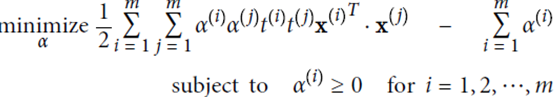 minimize α 1/2 m∑i = 1 m∑j = 1 α(i)α(j)t(i)t(j)x(i)T · x(j) − m∑i = 1 α(i)
subject to α(i) ≥ 0 for i = 1,2, ⋯,m